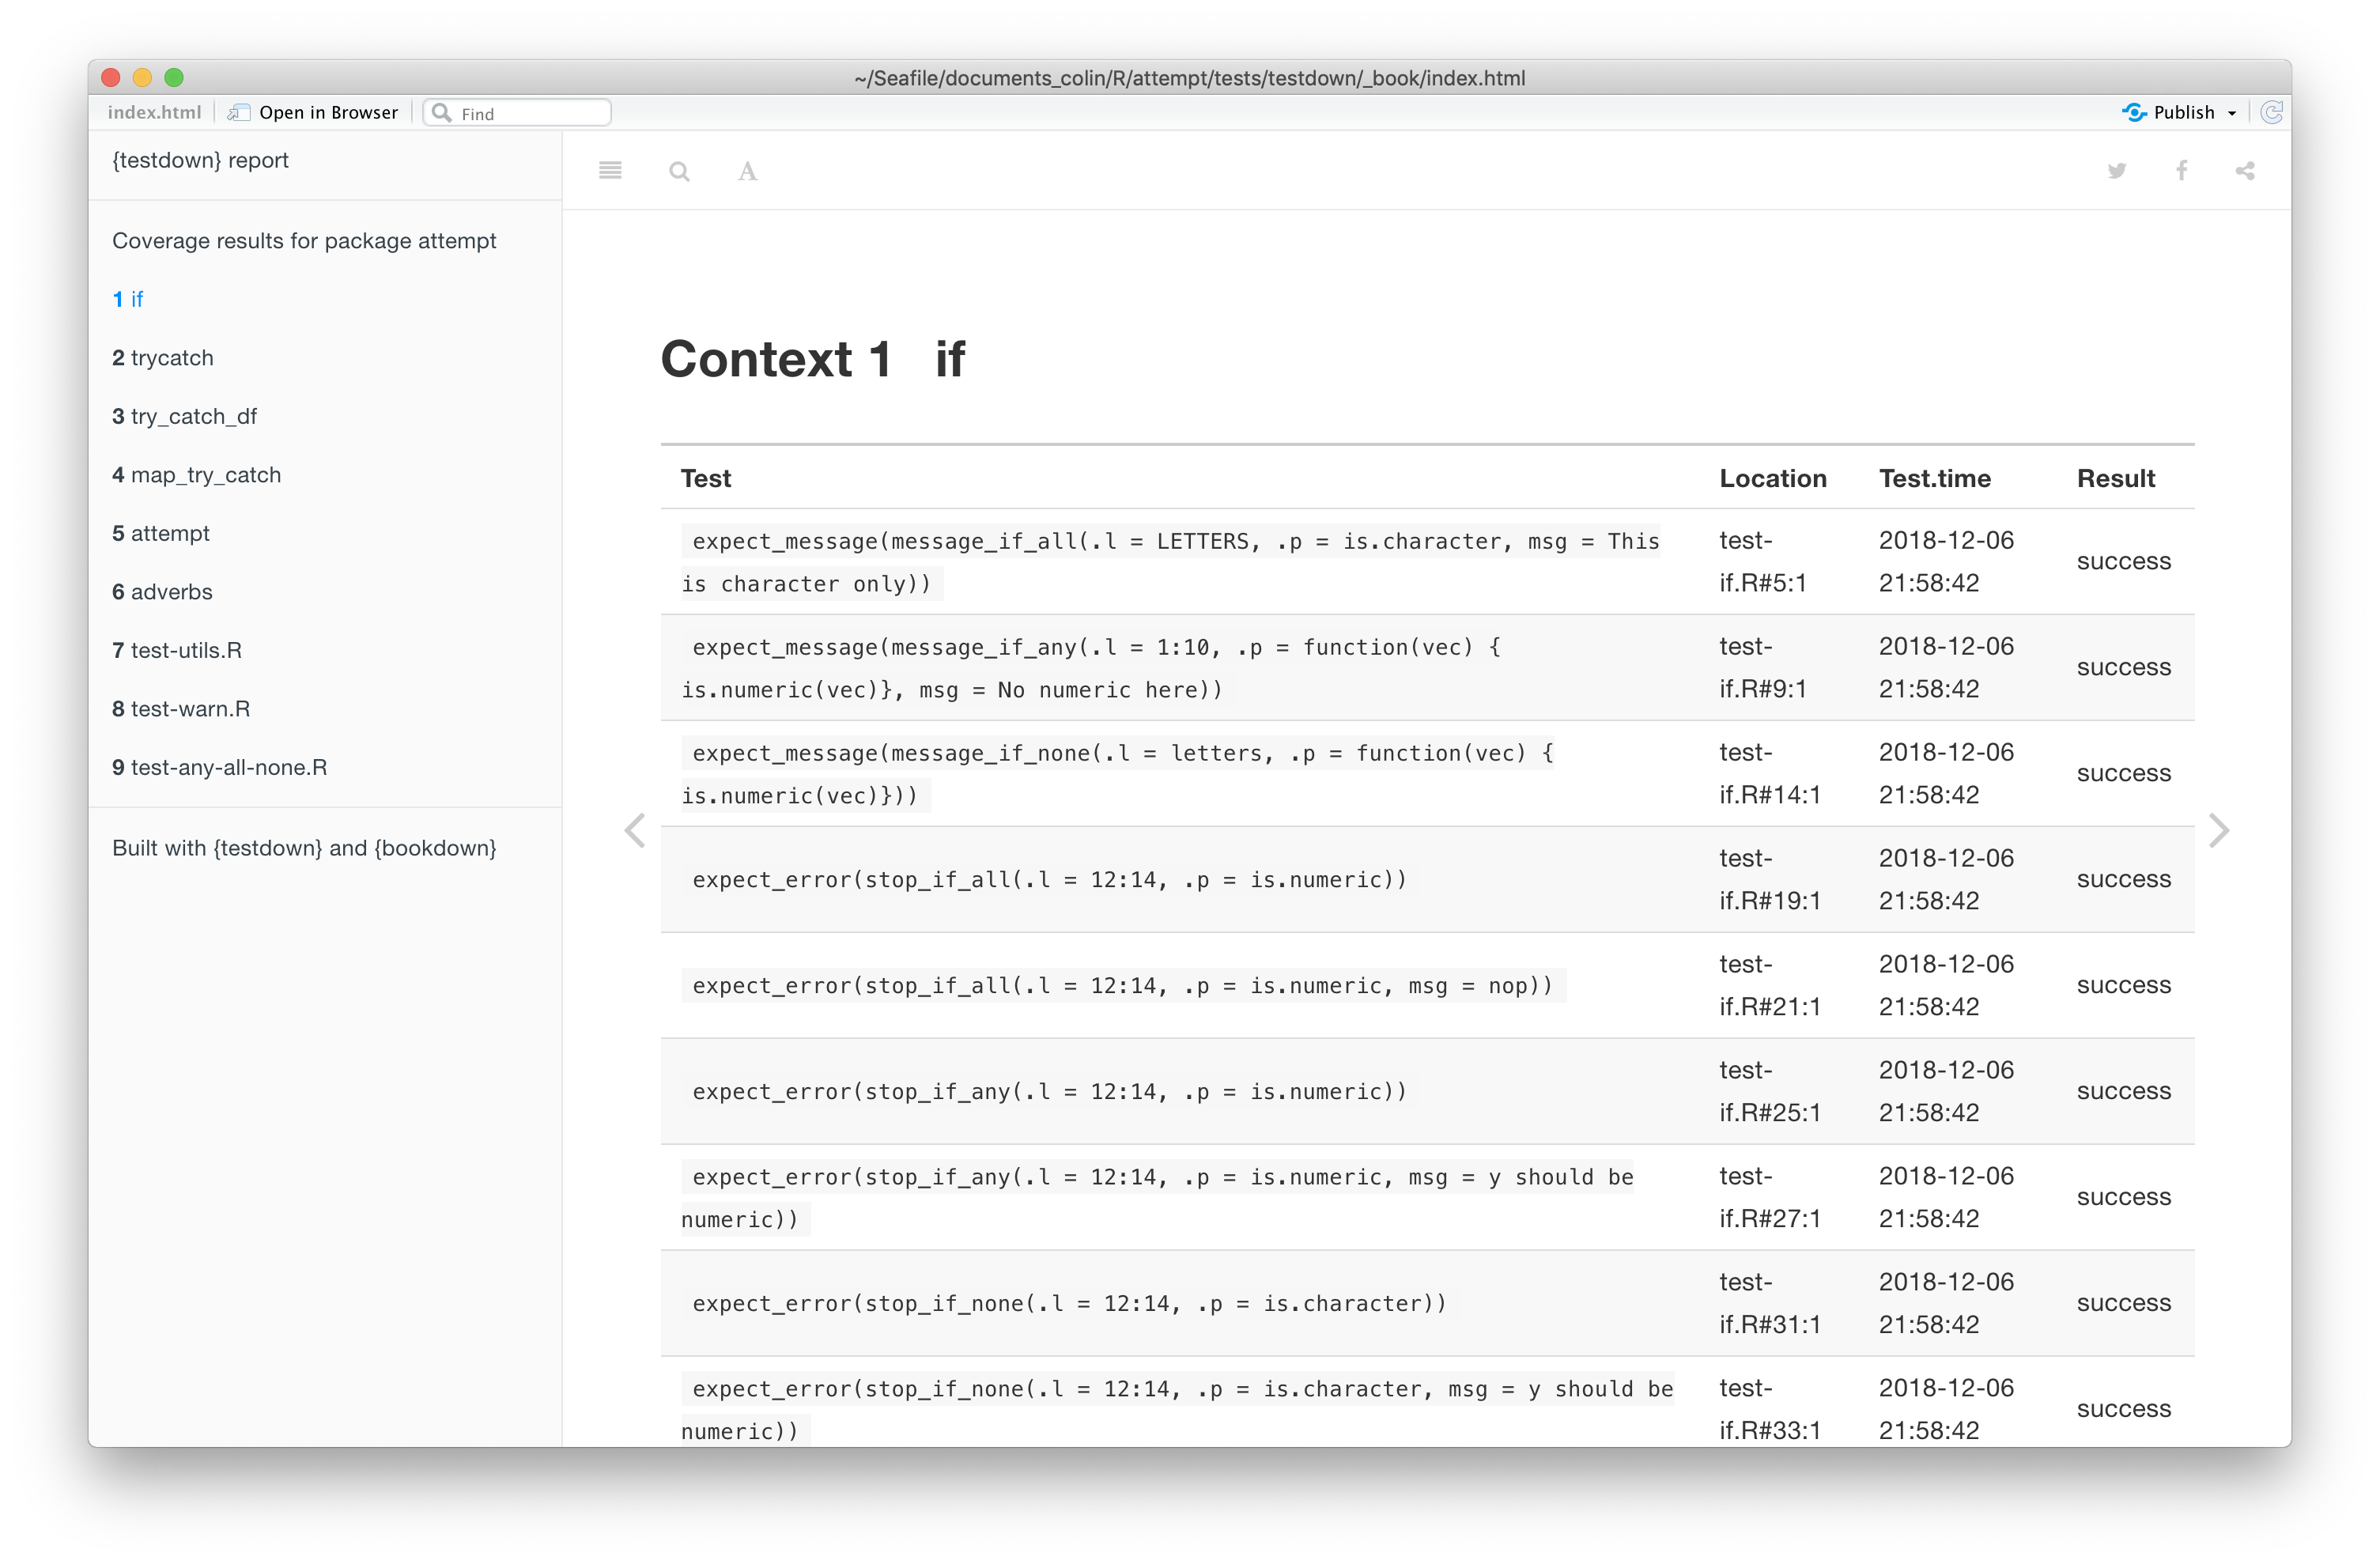 ~/Seafile/documents_colin/R/attempt/tests/testdown/_book/index.html
index.html Open in Browser Find Publish
{testdown} report
Coverage results for package attempt
1 if
2 trycatch
3 try_catch_df
4 map_try_catch
5 attempt
6 adverbs
7 test-utils.R
8 test-warn.R
9 test-any-all-none.R
Built with {testdown} and {bookdown}
A
Context 1 if
Test Location Test.time Result
expect_message(message_if_all(.l = LETTERS, .p = is.character, msg = This
is character only))
test-
if.R#5:1
2018-12-06
21:58:42
success
expect_message(message_if_any(.l = 1:10, .p = function(vec) {
is.numeric(vec)}, msg = No numeric here))
test-
if.R#9:1
2018-12-06
21:58:42
success
expect_message(message_if_none(.l = letters, .p = function(vec) {
is.numeric(vec)}))
test-
if.R#14:1
2018-12-06
21:58:42
success
expect_error(stop_if_all(.l = 12:14, .p = is.numeric))
test-
if.R#19:1
2018-12-06
21:58:42
success
expect_error(stop_if_all(.l = 12:14, .p = is.numeric, msg = nop))
test-
if.R#21:1
2018-12-06
21:58:42
success
expect_error(stop_if_any(.l = 12:14, .p = is.numeric))
test-
if.R#25:1
2018-12-06
21:58:42
success
expect_error(stop_if_any(.l = 12:14, .p = is.numeric, msg = y should be
numeric))
test-
if.R#27:1
2018-12-06
21:58:42
success
expect_error(stop_if_none(.l = 12:14, .p = is.character))
test-
if.R#31:1
2018-12-06
21:58:42
success
expect_error(stop_if_none(.l = 12:14, .p = is.character, msg = y should be
numeric))
test-
if.R#33:1
2018-12-06
21:58:42
success